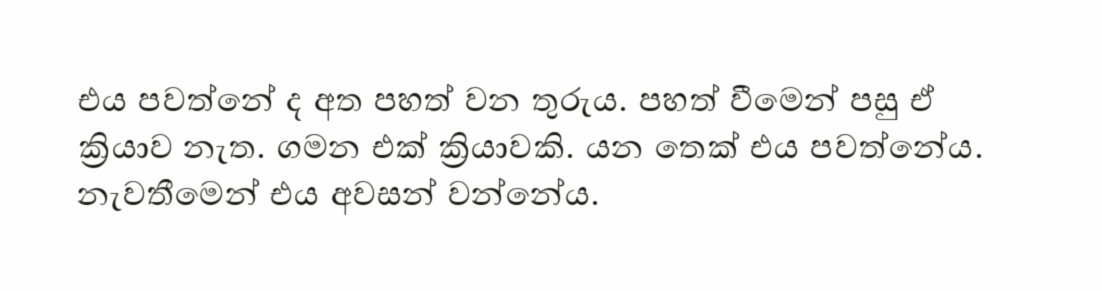 එය පවත්නේ ද අත පහත් වන තුරුය. පහත් වීමෙන් පසු ඒ
ක්‍රියාව නැත. ගමන එක් ක්‍රියාවකි. යන තෙක් එය පවත්නේය.
නැවතීමෙන් එය අවසන් වන්නේය.